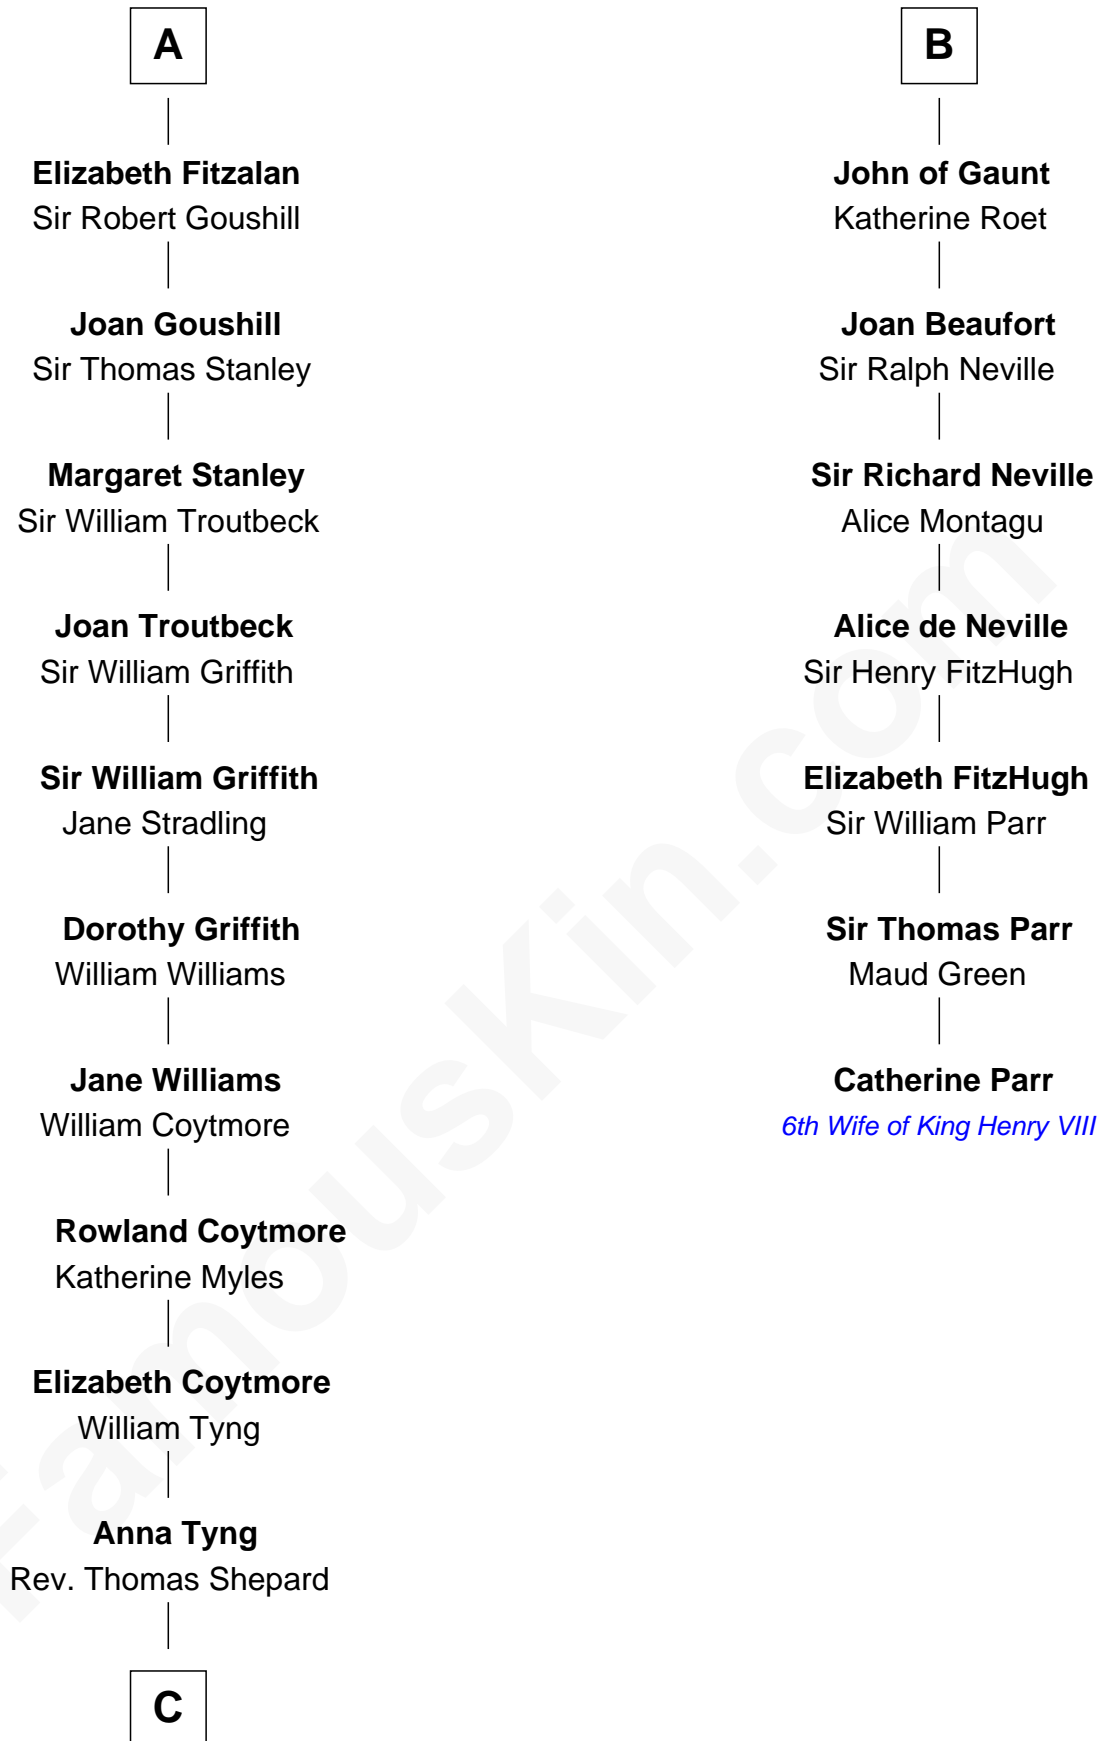 A
Elizabeth Fitzalan
Sir Robert Goushill
Joan Goushill
Sir Thomas Stanley
Margaret Stanley
Sir William Troutbeck
Joan Troutbeck
Sir William Griffith
Sir William Griffith
Jane Stradling
Dorothy Griffith
William Williams
Jane Williams
William Coytmore
Rowland Coytmore
Katherine Myles
Elizabeth Coytmore
William Tyng
Anna Tyng
Rev. Thomas Shepard
C
B
John of Gaunt
Katherine Roet
Joan Beaufort
Sir Ralph Neville
Sir Richard Neville
Alice Montagu
Alice de Neville
Sir Henry FitzHugh
Elizabeth FitzHugh
Sir William Parr
Sir Thomas Parr
Maud Green
Catherine Parr
6th Wife of King Henry VIII
FamousKin.com